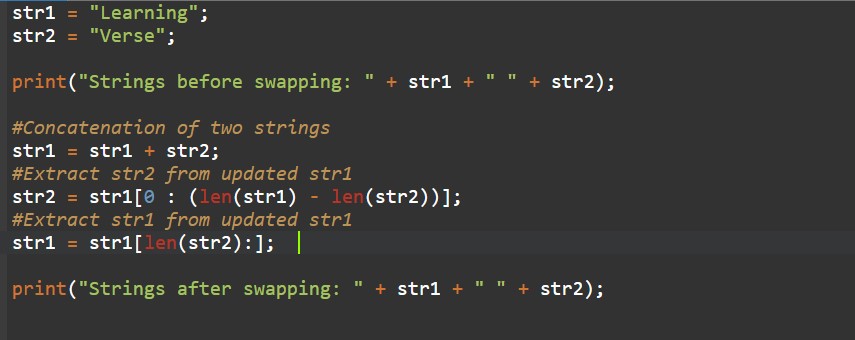 str1 = "Learning";
str2 = "Verse";
print("Strings before swapping: " + str1 + " " + str2);
#Concatenation of two strings
str1 = str1 + str2;
#Extract str2 from updated str1
str2 = str1[0 : (len(str1) - len(str2))];
#Extract str1 from updated str1
str1 = str1[len(str2):];
print("Strings after swapping: " + str1 + " " + str2);